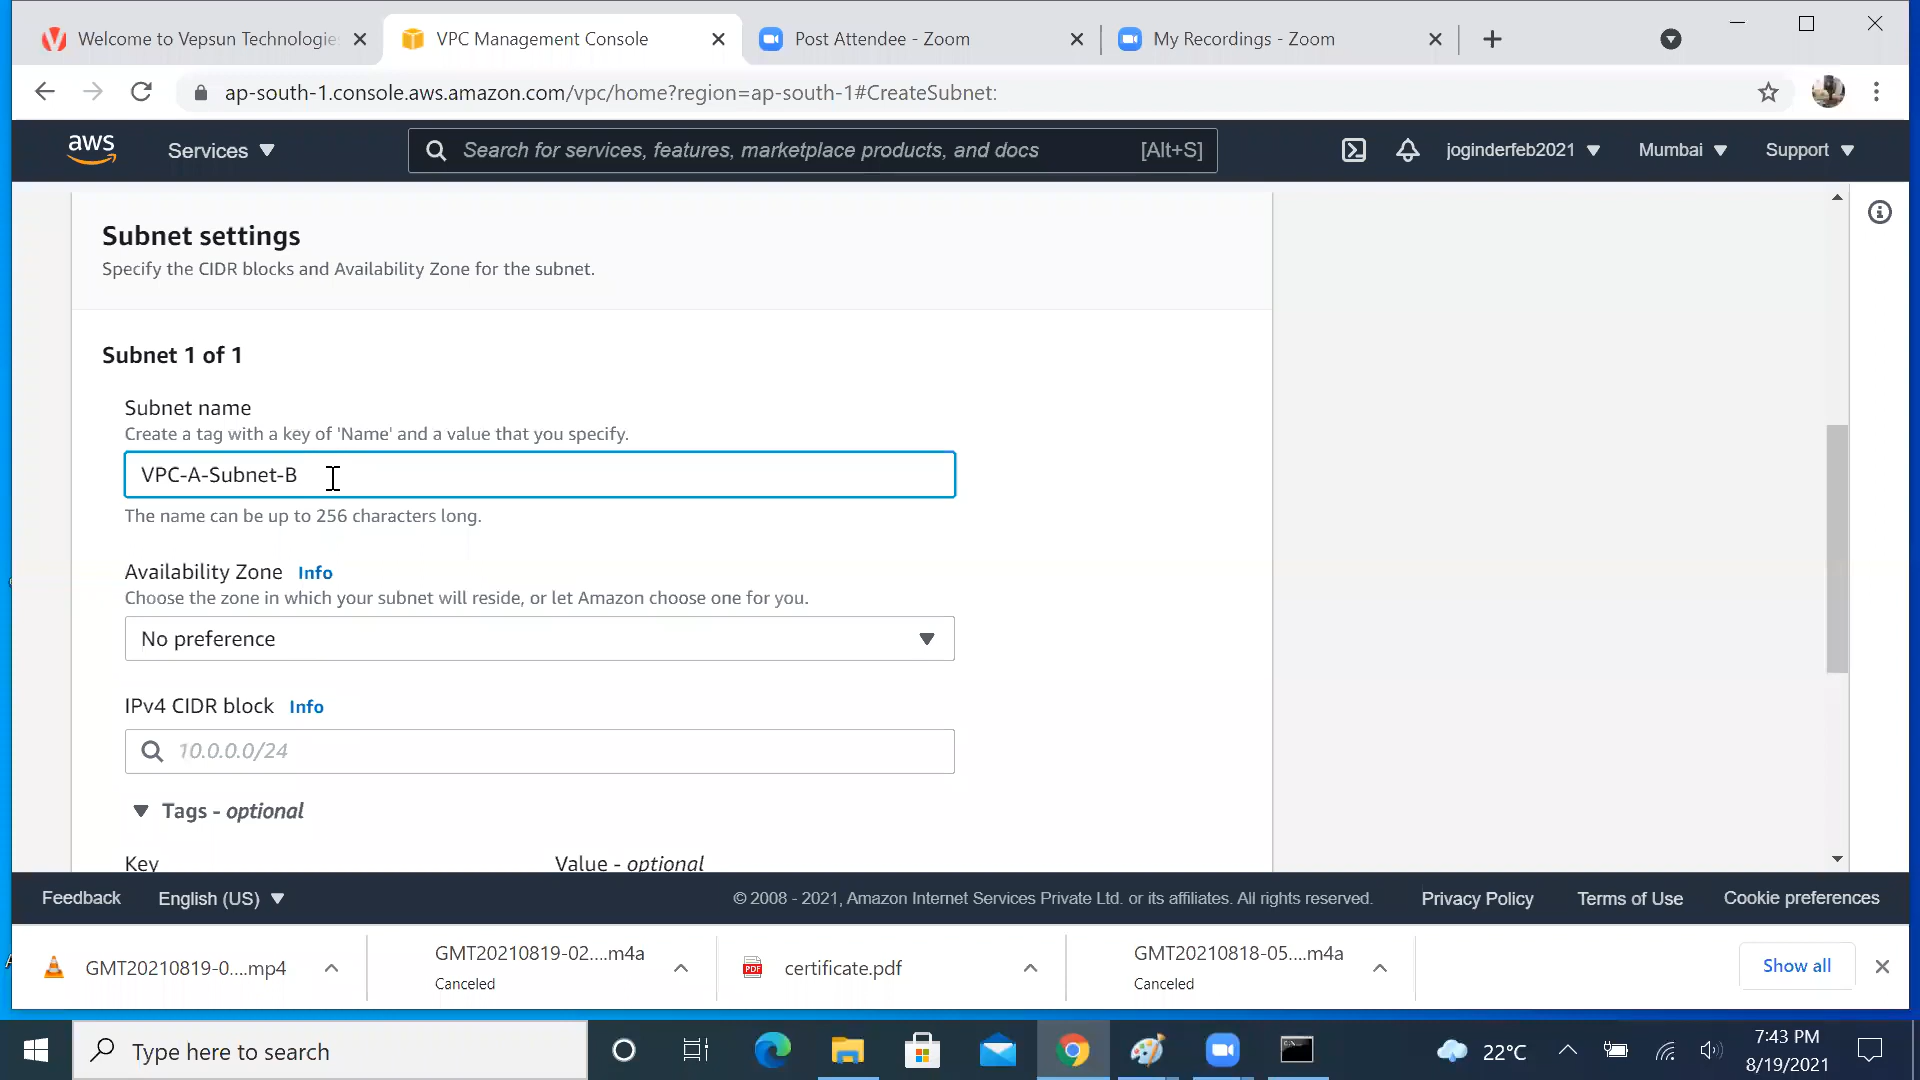 Welcome to Vepsun Technologie
VPC Management Console
Post Attendee - Zoom
My Recordings - Zoom
ap-south-1.console.aws.amazon.com/vpc/home?region=ap-south-1#CreateSubnet:
aws
Services
Search for services, features, marketplace products, and docs
[Alt+S]
joginderfeb2021
Mumbai
Support
Subnet settings
Specify the CIDR blocks and Availability Zone for the subnet.
Subnet 1 of 1
Subnet name
Create a tag with a key of 'Name' and a value that you specify.
VPC-A-Subnet-B
The name can be up to 256 characters long.
Availability Zone Info
Choose the zone in which your subnet will reside, or let Amazon choose one for you.
No preference
IPv4 CIDR block Info
10.0.0.0/24
Tags - optional
Key
Value - optional
Feedback
English (US)
© 2008 - 2021, Amazon Internet Services Private Ltd. or its affiliates. All rights reserved.
Privacy Policy
Terms of Use
Cookie preferences
GMT20210819-0....mp4
GMT20210819-02....m4a
Canceled
certificate.pdf
GMT20210818-05....m4a
Canceled
Show all
Type here to search
22°C
7:43 PM
8/19/2021